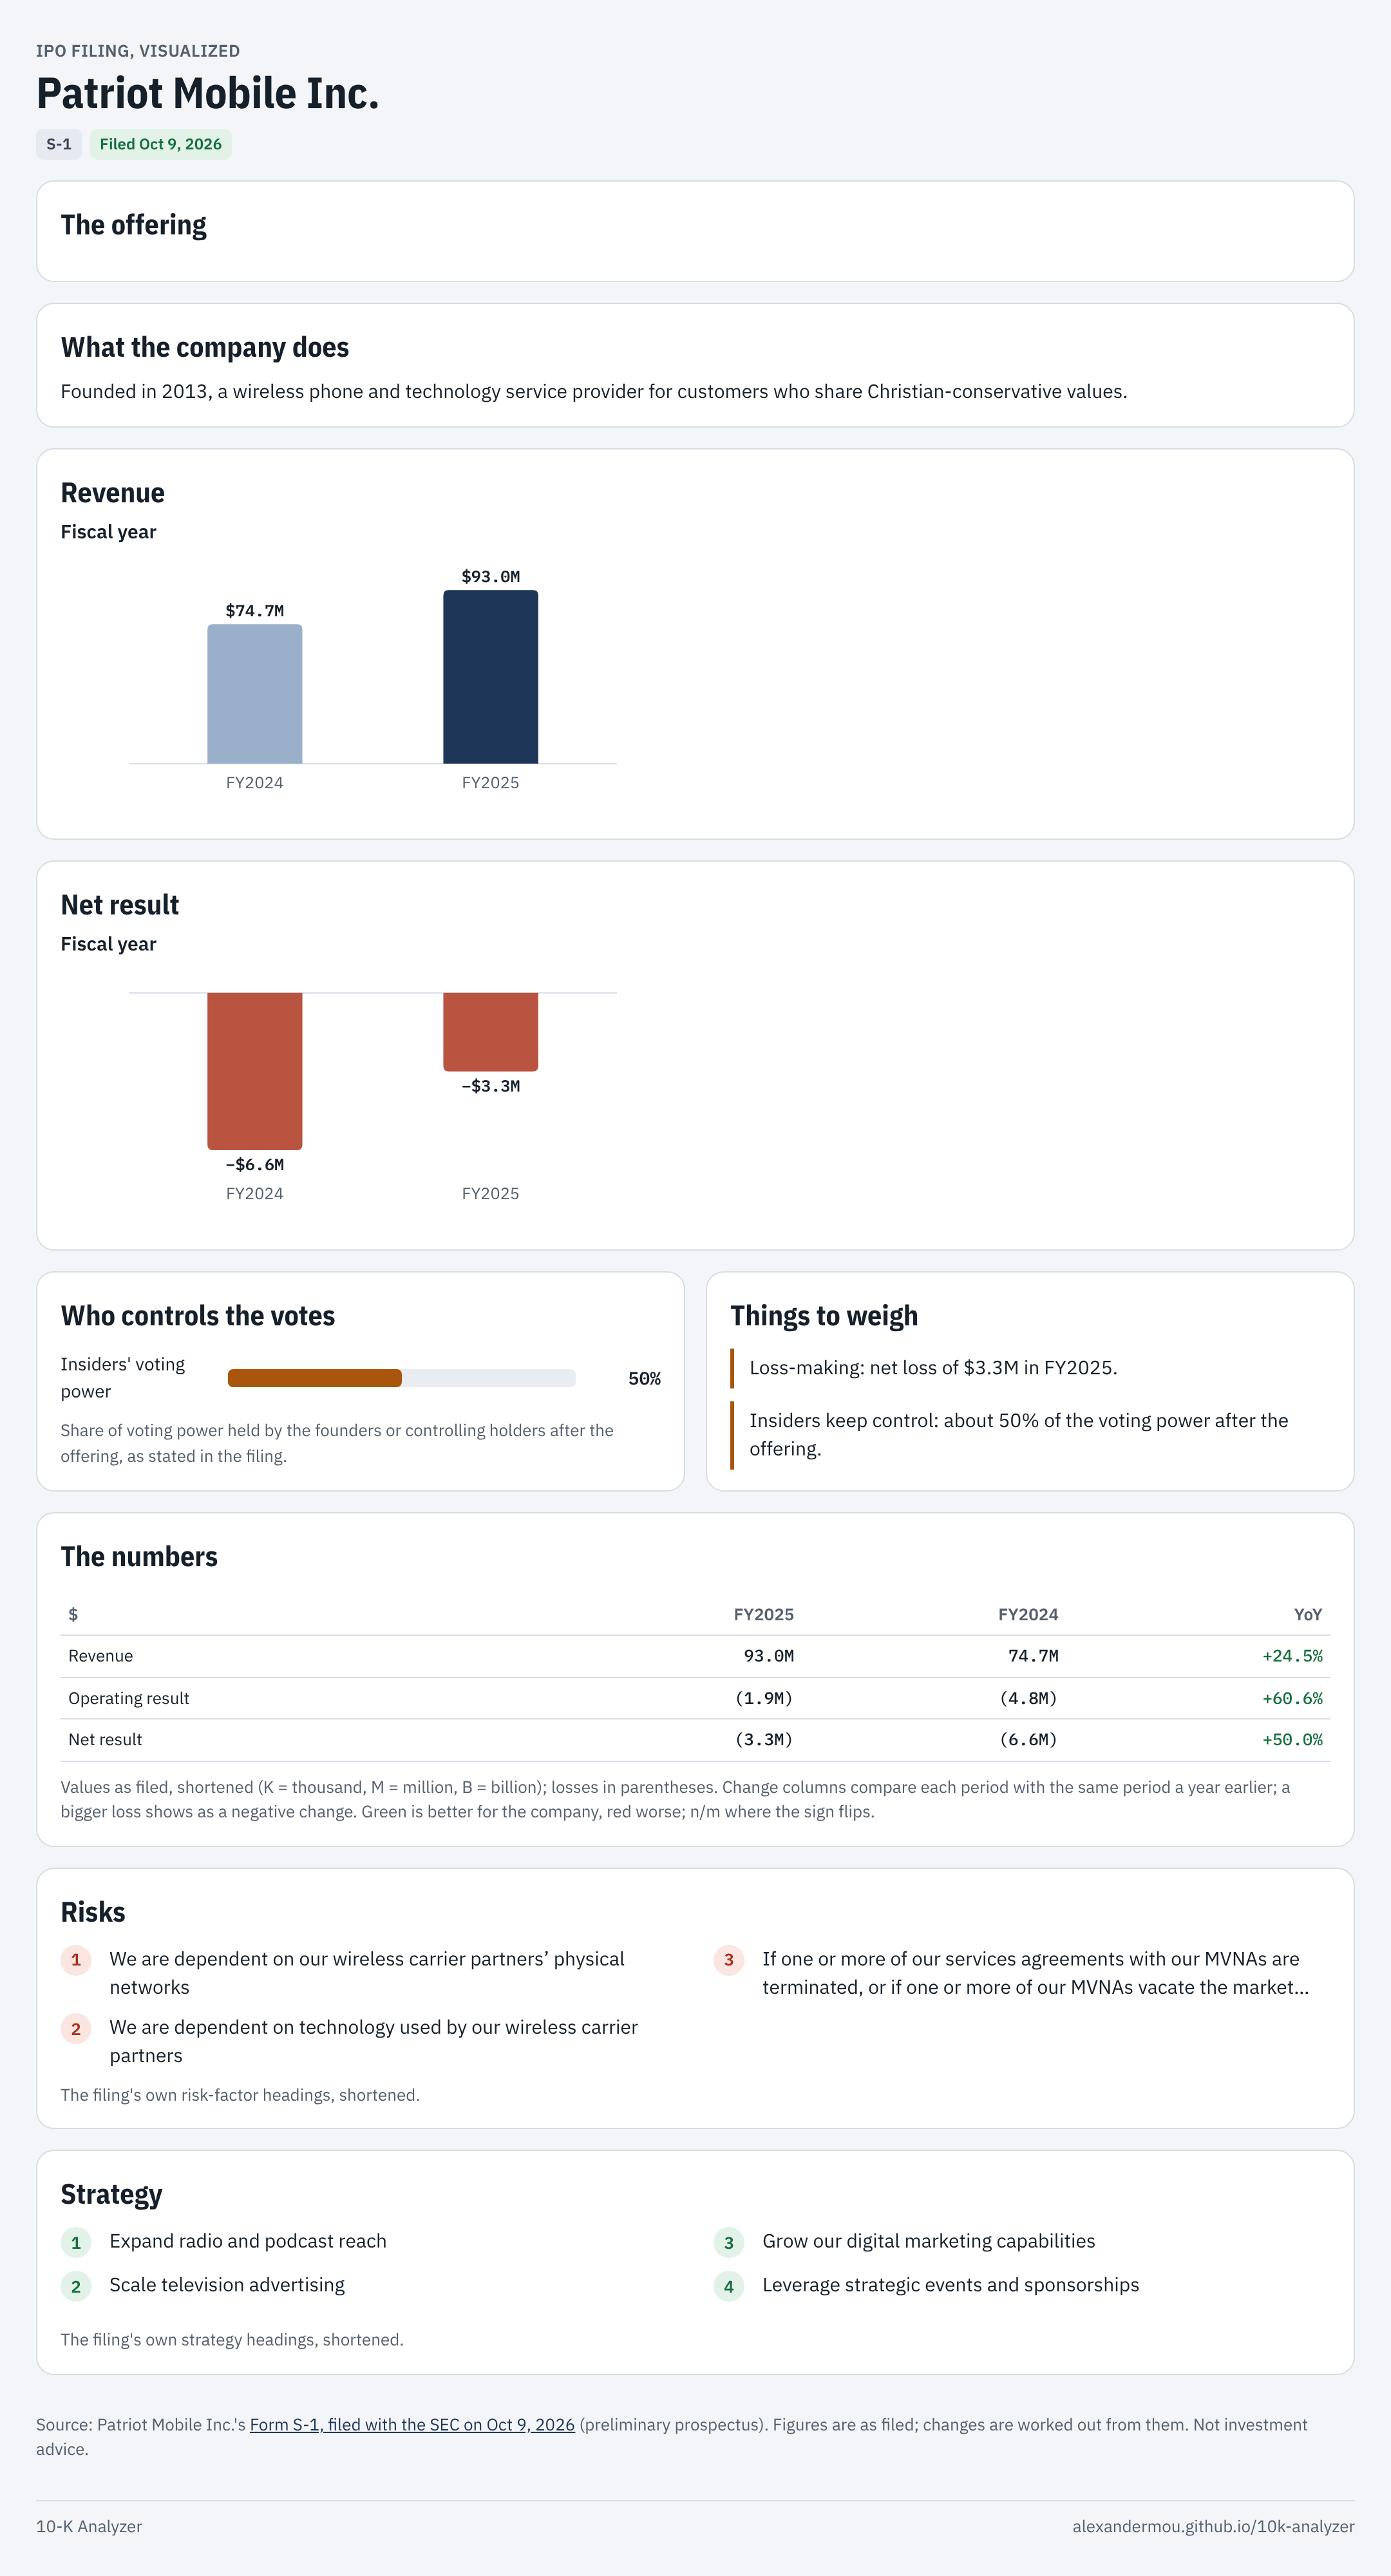 IPO FILING, VISUALIZED
Patriot Mobile Inc.
S-1
Filed Oct 9, 2026
The offering
What the company does
Founded in 2013, a wireless phone and technology service provider for customers who share Christian-conservative values.
Revenue
Fiscal year
$74.7M
$93.0M
FY2024
FY2025
Net result
Fiscal year
−$3.3M
−$6.6M
FY2024
FY2025
Who controls the votes
Insiders' voting
power
50%
Share of voting power held by the founders or controlling holders after the
offering, as stated in the filing.
Things to weigh
Loss-making: net loss of $3.3M in FY2025.
Insiders keep control: about 50% of the voting power after the
offering.
The numbers
$ FY2025 FY2024 YoY
Revenue 93.0M 74.7M +24.5%
Operating result (1.9M) (4.8M) +60.6%
Net result (3.3M) (6.6M) +50.0%
Values as filed, shortened (K = thousand, M = million, B = billion); losses in parentheses. Change columns compare each period with the same period a year earlier; a
bigger loss shows as a negative change. Green is better for the company, red worse; n/m where the sign flips.
Risks
1 We are dependent on our wireless carrier partners’ physical
networks
2 We are dependent on technology used by our wireless carrier
partners
3 If one or more of our services agreements with our MVNAs are
terminated, or if one or more of our MVNAs vacate the market…
The filing's own risk-factor headings, shortened.
Strategy
1 Expand radio and podcast reach
2 Scale television advertising
3 Grow our digital marketing capabilities
4 Leverage strategic events and sponsorships
The filing's own strategy headings, shortened.
Source: Patriot Mobile Inc.'s Form S-1, filed with the SEC on Oct 9, 2026 (preliminary prospectus). Figures are as filed; changes are worked out from them. Not investment
advice.
10-K Analyzer
alexandermou.github.io/10k-analyzer